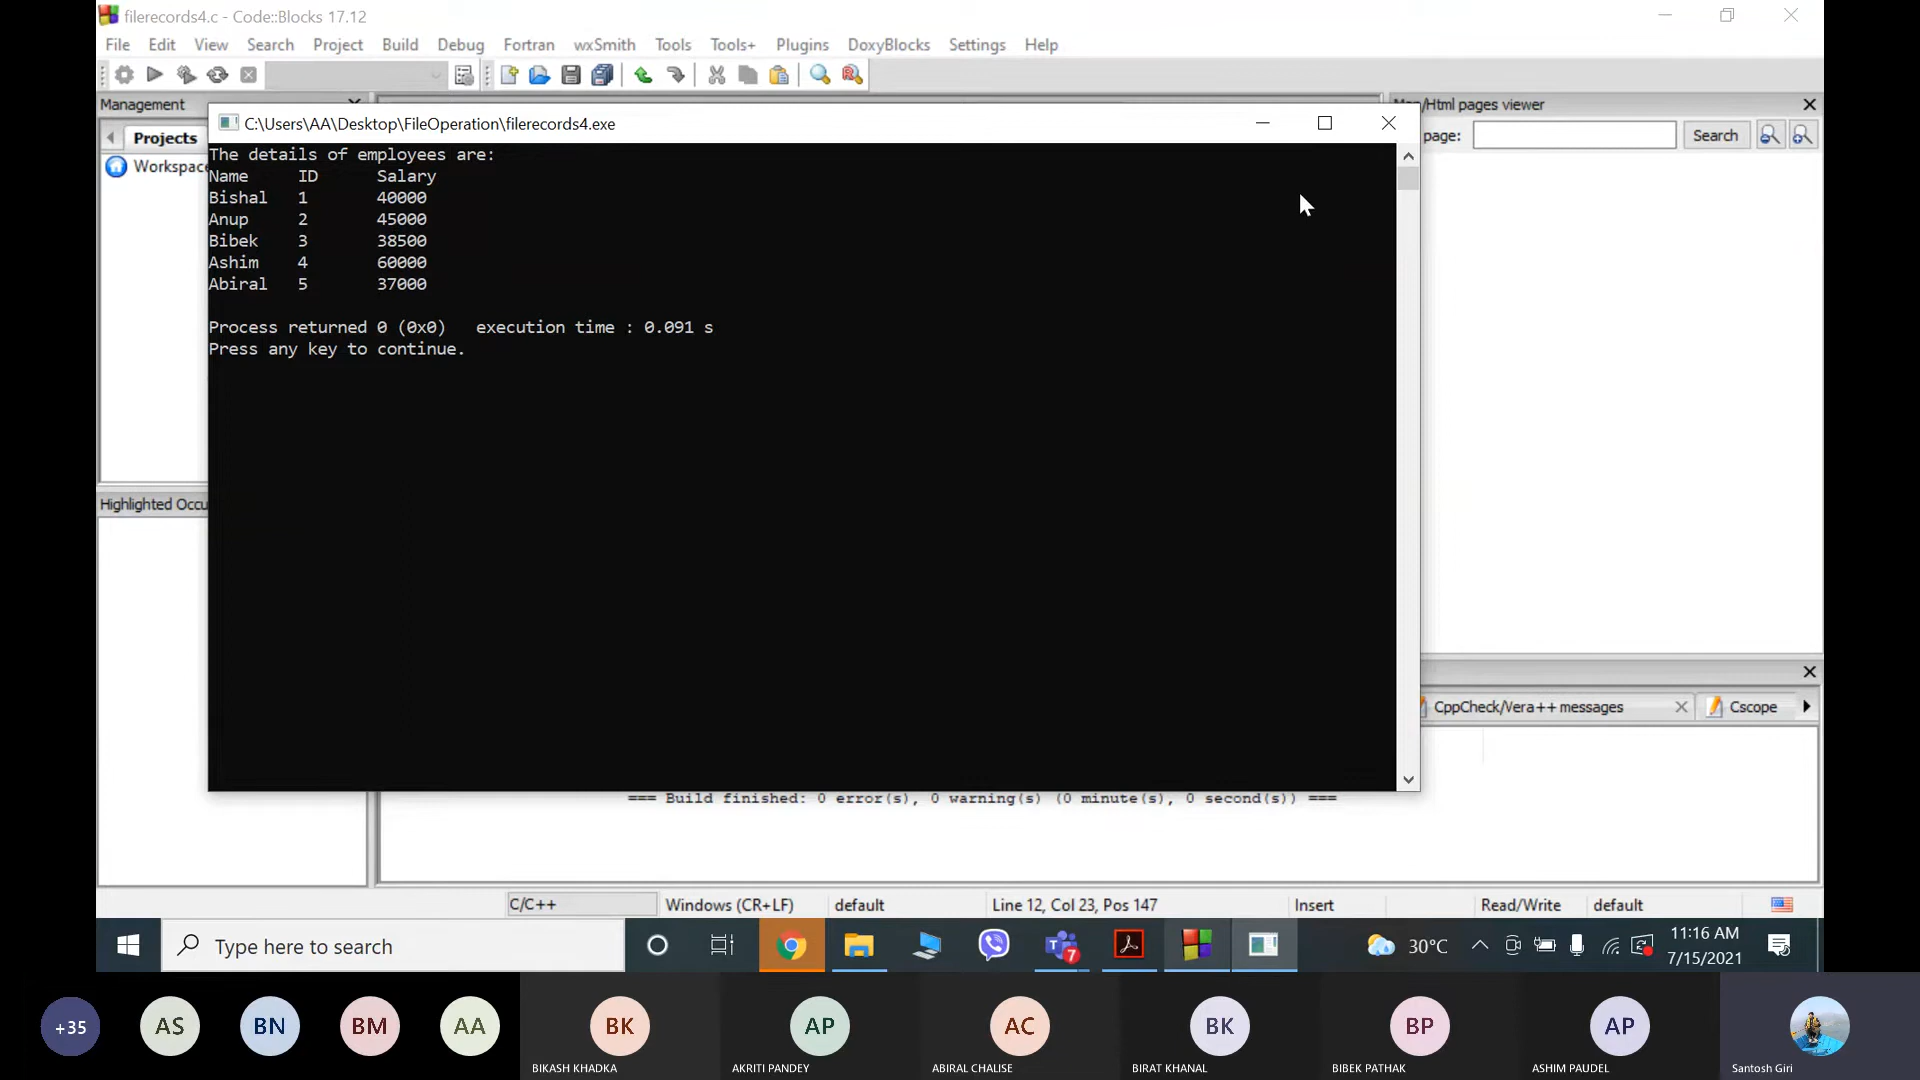 filerecords4.c - Code::Blocks 17.12
File Edit View Search Project Build Debug Fortran wxSmith Tools Tools+ Plugins DoxyBlocks Settings Help
Management
Projects
Workspace
C:\Users\AA\Desktop\FileOperation\filerecords4.exe
The details of employees are:
Name ID Salary
Bishal 1 40000
Anup 2 45000
Bibek 3 38500
Ashim 4 60000
Abiral 5 37000
Process returned 0 (0x0) execution time : 0.091 s
Press any key to continue.
/Html pages viewer
page: Search
Highlighted Occu
CppCheck/Vera++ messages Cscope
=== Build finished: 0 error(s), 0 warning(s) (0 minute(s), 0 second(s)) ===
C/C++ Windows (CR+LF) default Line 12, Col 23, Pos 147 Insert Read/Write default
Type here to search
7
30°C
11:16 AM
7/15/2021
+35 AS BN BM AA BK AP AC BK BP AP
BIKASH KHADKA AKRITI PANDEY ABIRAL CHALISE BIRAT KHANAL BIBEK PATHAK ASHIM PAUDEL Santosh Giri